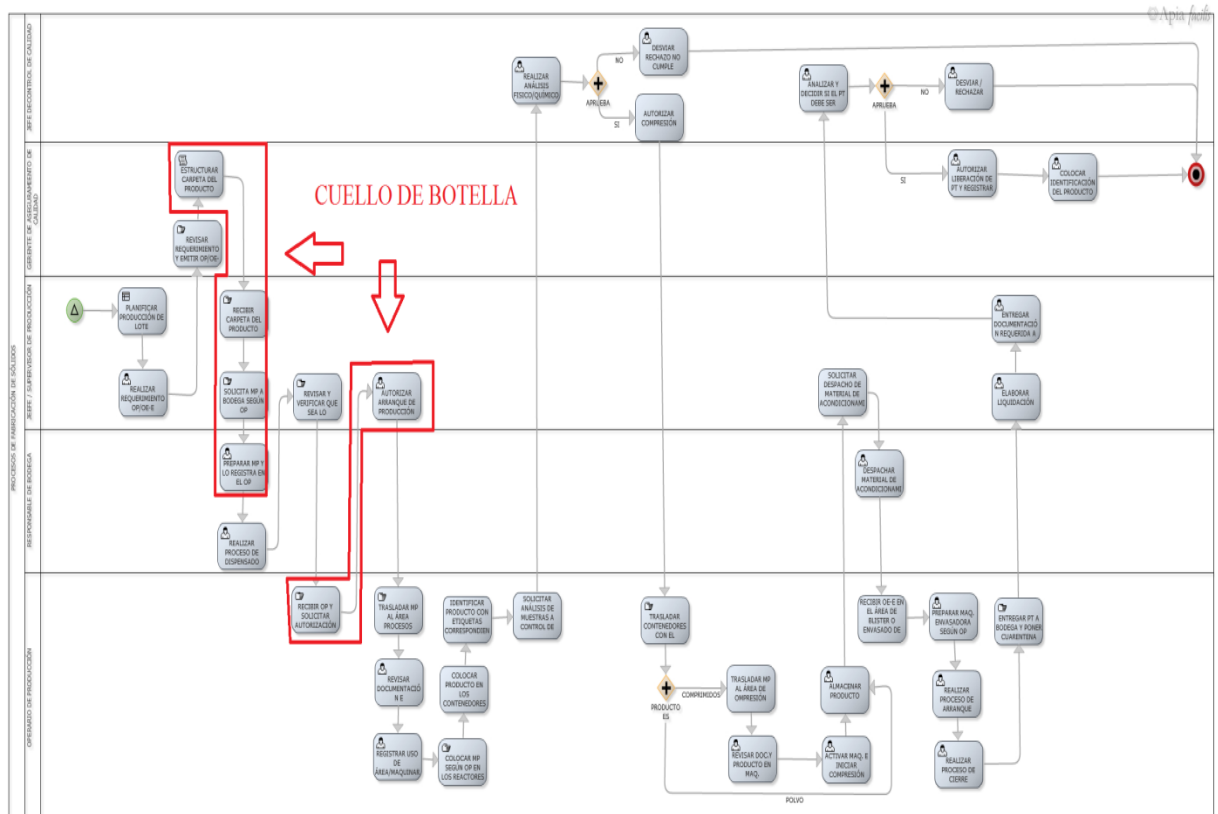 ©Apia facilis
PROCESOS DE FABRICACIÓN DE SÓLIDOS
JEFE DECONTROL DE CALIDAD
REALIZAR
ANÁLISIS
FISICO/QUÍMICO
APRUEBA
NO
DESVIAR
RECHAZO NO
CUMPLE
SI
AUTORIZAR
COMPRESIÓN
ANALIZAR Y
DECIDIR SI EL PT
DEBE SER
APRUEBA
NO
DESVIAR /
RECHAZAR
GERENTE DE ASEGURAMIENTO DE
CALIDAD
ESTRUCTURAR
CARPETA DEL
PRODUCTO
REVISAR
REQUERIMIENTO
Y EMITIR OP/OE-
CUELLO DE BOTELLA
SI
AUTORIZAR
LIBERACIÓN DE
PT Y REGISTRAR
COLOCAR
IDENTIFICACIÓN
DEL PRODUCTO
JEEFE / SUPERVISOR DE PRODUCCIÓN
PLANIFICAR
PRODUCCIÓN DE
LOTE
REALIZAR
REQUERIMIENTO
OP/OE-E
RECIBIR
CARPETA DEL
PRODUCTO
SOLICITA MP A
BODEGA SEGÚN
OP
REVISAR Y
VERIFICAR QUE
SEA LO
AUTORIZAR
ARRANQUE DE
PRODUCCIÓN
SOLICITAR
DESPACHO DE
MATERIAL DE
ACONDICIONAMI
ENTREGAR
DOCUMENTACIÓ
N REQUERIDA A
ELABORAR
LIQUIDACIÓN
RESPONSABLE DE BODEGA
PREPARAR MP Y
LO REGISTRA EN
EL OP
REALIZAR
PROCESO DE
DISPENSADO
DESPACHAR
MATERIAL DE
ACONDICIONAMI
OPERARIO DE PRODUCCIÓN
RECIBIR OP Y
SOLICITAR
AUTORIZACIÓN
TRASLADAR MP
AL ÁREA
PROCESOS
REVISAR
DOCUMENTACIÓ
N E
REGISTRAR USO
DE
ÁREA/MAQUINAR
IDENTIFICAR
PRODUCTO CON
ETIQUETAS
CORRESPONDIEN
COLOCAR
PRODUCTO EN
LOS
CONTENEDORES
COLOCAR MP
SEGÚN OP EN
LOS REACTORES
SOLICITAR
ANÁLISIS DE
MUESTRAS A
CONTROL DE
TRASLADAR
CONTENEDORES
CON EL
PRODUCTO
ES
COMPRIMIDOS
POLVO
TRASLADAR MP
AL ÁREA DE
OMPRESIÓN
REVISAR DOC.Y
PRODUCTO EN
MAQ.
ALMACENAR
PRODUCTO
ACTIVAR MAQ. E
INICIAR
COMPRESIÓN
RECIBIR OE-E EN
EL ÁREA DE
BLISTER O
ENVASADO DE
PREPARAR MAQ.
ENVASADORA
SEGÚN OP
REALIZAR
PROCESO DE
ARRANQUE
REALIZAR
PROCESO DE
CIERRE
ENTREGAR PT A
BODEGA Y PONER
CUARENTENA